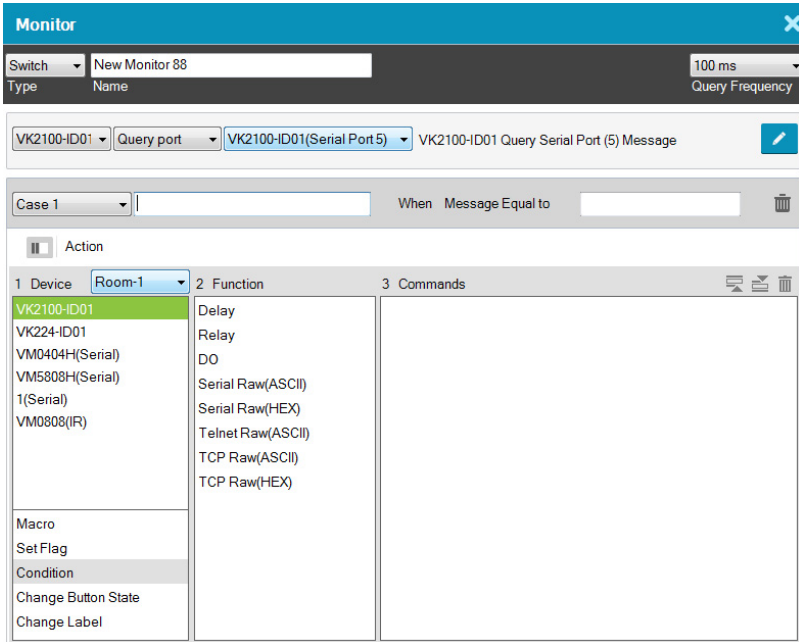 Monitor
Switch New Monitor 88 100 ms
Type Name Query Frequency
VK2100-ID01 Query port VK2100-ID01(Serial Port 5) VK2100-ID01 Query Serial Port (5) Message
Case 1 When Message Equal to
Action
1 Device Room-1 2 Function 3 Commands
VK2100-ID01
VK224-ID01
VM0404H(Serial)
VM5808H(Serial)
1(Serial)
VM0808(IR)
Macro
Set Flag
Condition
Change Button State
Change Label
Delay
Relay
DO
Serial Raw(ASCII)
Serial Raw(HEX)
Telnet Raw(ASCII)
TCP Raw(ASCII)
TCP Raw(HEX)